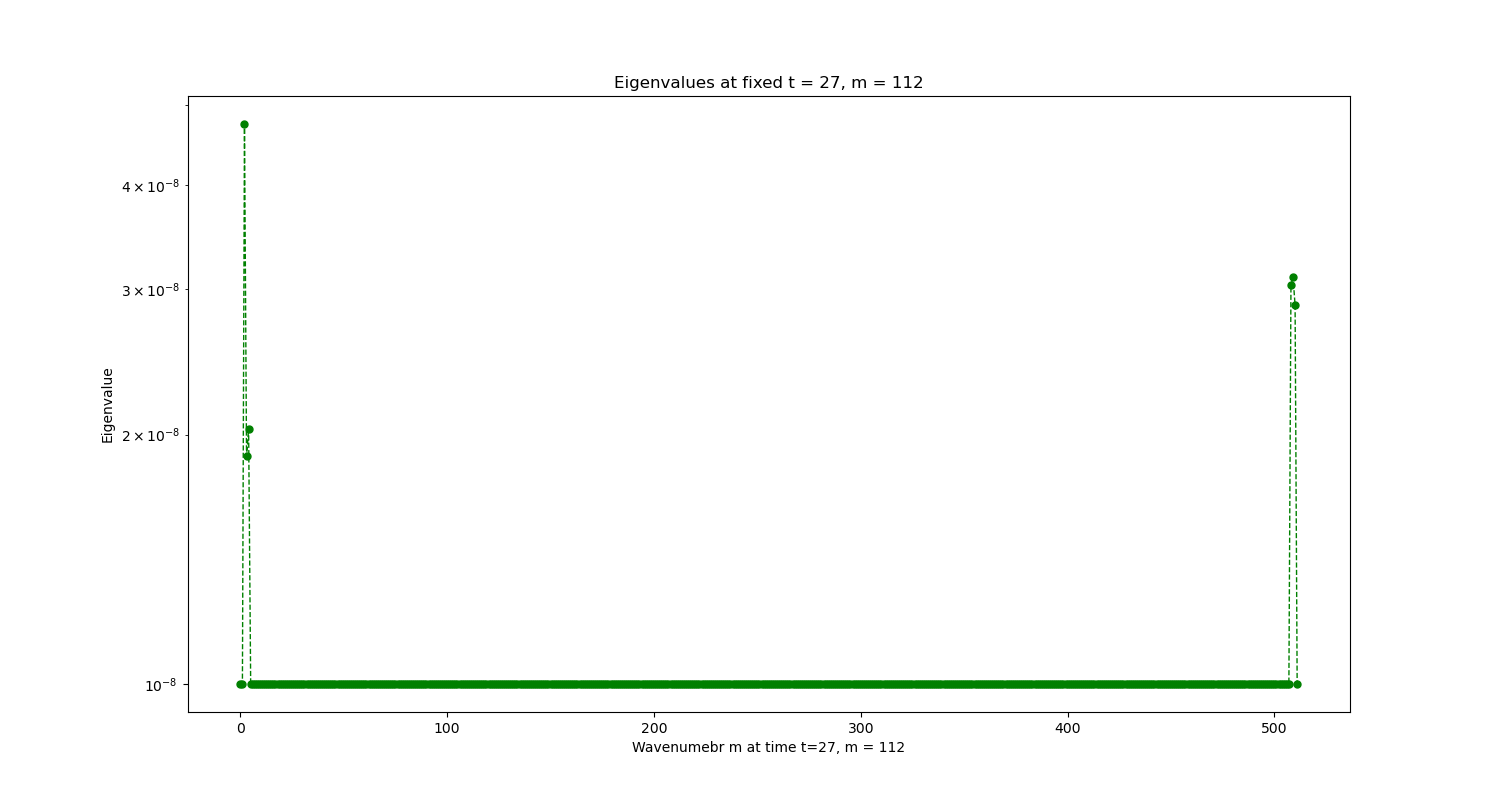 Eigenvalues at fixed t = 27, m = 112
Eigenvalue
4 × 10⁻⁸
3 × 10⁻⁸
2 × 10⁻⁸
10⁻⁸
0 100 200 300 400 500
Wavenumebr m at time t=27, m = 112